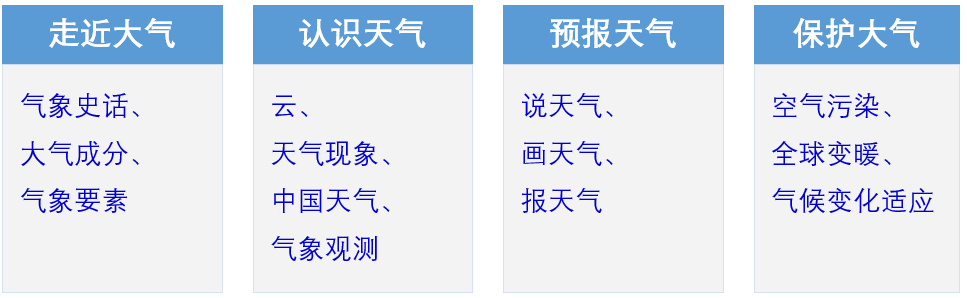 走近大气
气象史话、
大气成分、
气象要素
认识天气
云、
天气现象、
中国天气、
气象观测
预报天气
说天气、
画天气、
报天气
保护大气
空气污染、
全球变暖、
气候变化适应